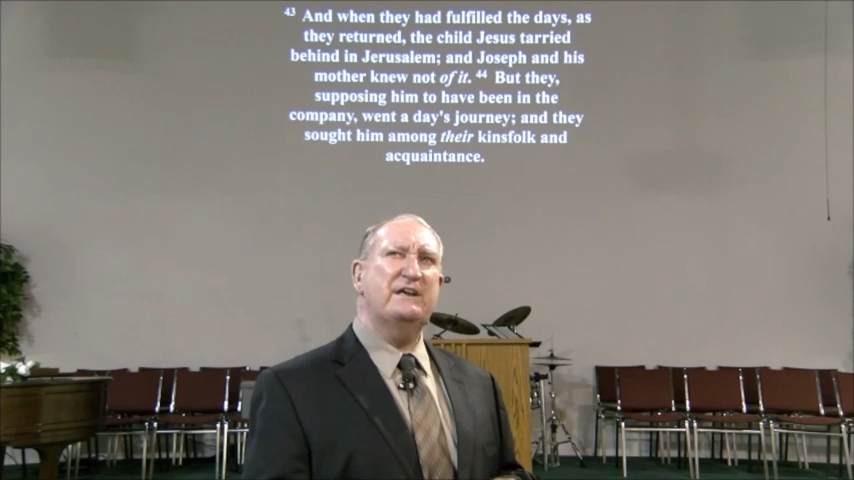 43 And when they had fulfilled the days, as
they returned, the child Jesus tarried
behind in Jerusalem; and Joseph and his
mother knew not of it. 44 But they,
supposing him to have been in the
company, went a day's journey; and they
sought him among their kinsfolk and
acquaintance.